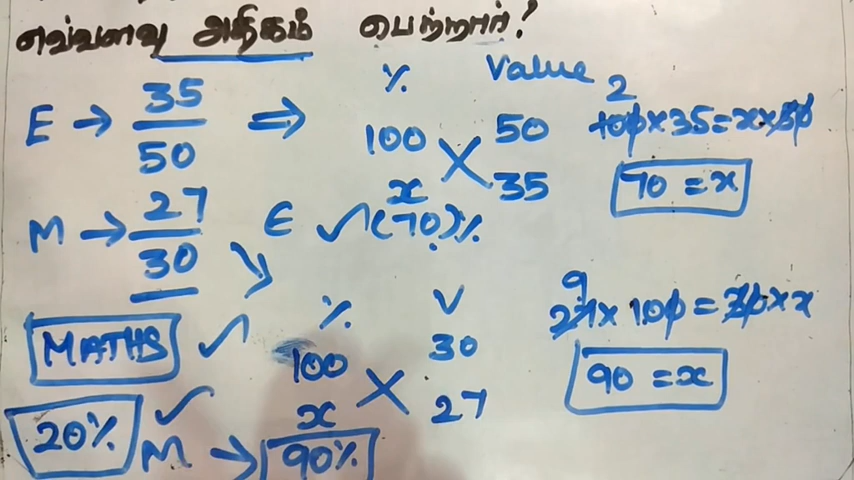 எவ்வளவு அதிகம் பெற்றார்?
% Value
E → 35/50 ⇒ 100 50 2
100×35=x×50
x 35 70 = x
M → 27/30 E ✓(70)%
% V 9
27×100=30×x
MATHS ✓ 100 30
90 = x
x 27
20% ✓ M → 90%